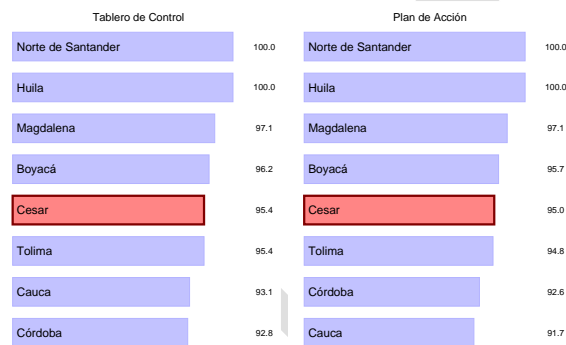 Tablero de Control
Norte de Santander 100.0
Huila 100.0
Magdalena 97.1
Boyacá 96.2
Cesar 95.4
Tolima 95.4
Cauca 93.1
Córdoba 92.8
Plan de Acción
Norte de Santander 100.0
Huila 100.0
Magdalena 97.1
Boyacá 95.7
Cesar 95.0
Tolima 94.8
Córdoba 92.6
Cauca 91.7